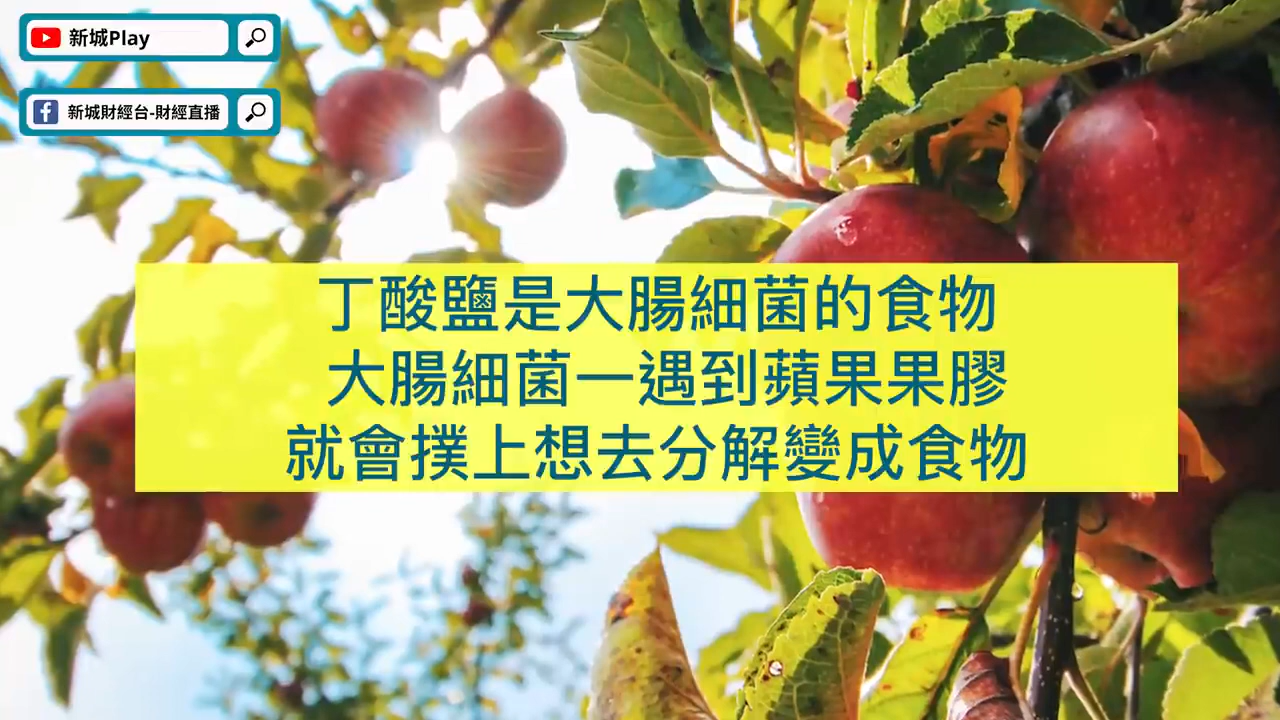 新城Play
新城財經台-財經直播
丁酸鹽是大腸細菌的食物
大腸細菌一遇到蘋果果膠
就會撲上想去分解變成食物